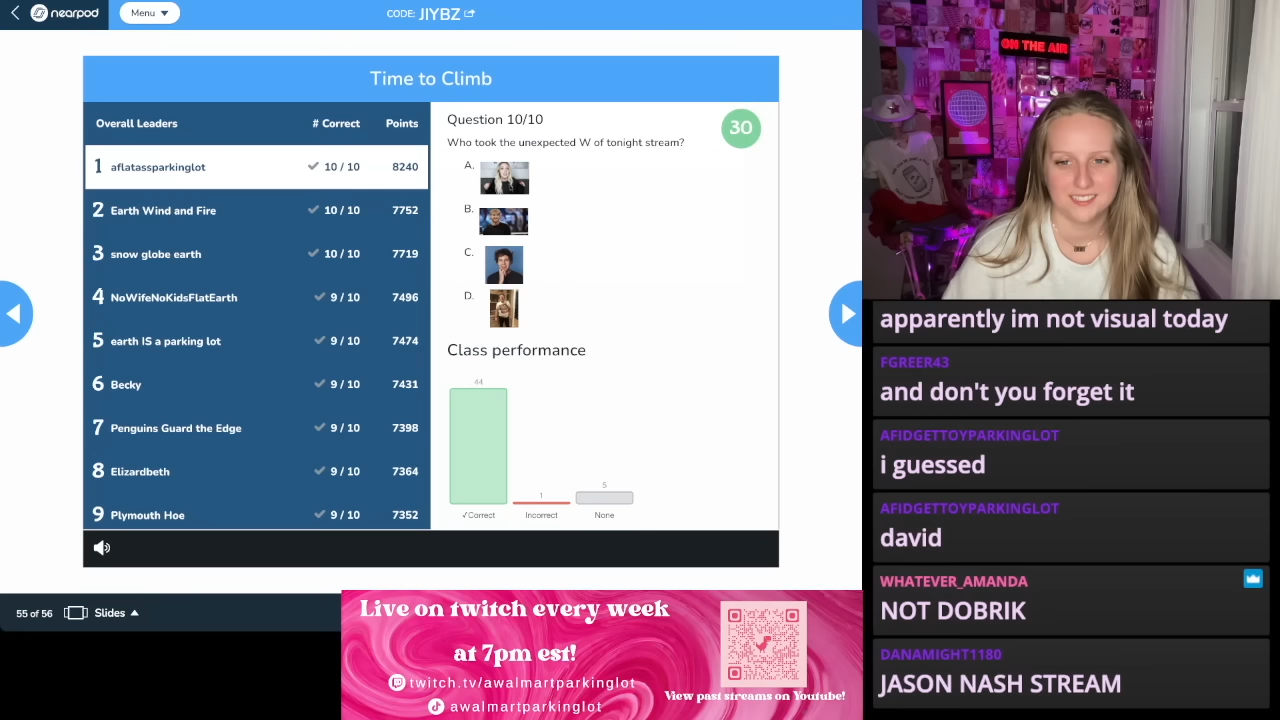 nearpod
Menu
CODE: JIYBZ
Time to Climb
Overall Leaders # Correct Points
1 aflatassparkinglot 10 / 10 8240
2 Earth Wind and Fire 10 / 10 7752
3 snow globe earth 10 / 10 7719
4 NoWifeNoKidsFlatEarth 9 / 10 7496
5 earth IS a parking lot 9 / 10 7474
6 Becky 9 / 10 7431
7 Penguins Guard the Edge 9 / 10 7398
8 Elizardbeth 9 / 10 7364
9 Plymouth Hoe 9 / 10 7352
Question 10/10
30
Who took the unexpected W of tonight stream?
A.
B.
C.
D.
Class performance
44
1
5
✓Correct Incorrect None
55 of 56 Slides
Live on twitch every week
at 7pm est!
twitch.tv/awalmartparkinglot
awalmartparkinglot
View past streams on Youtube!
ON THE AIR
apparently im not visual today
FGREER43
and don't you forget it
AFIDGETTOYPARKINGLOT
i guessed
AFIDGETTOYPARKINGLOT
david
WHATEVER_AMANDA
NOT DOBRIK
DANAMIGHT1180
JASON NASH STREAM